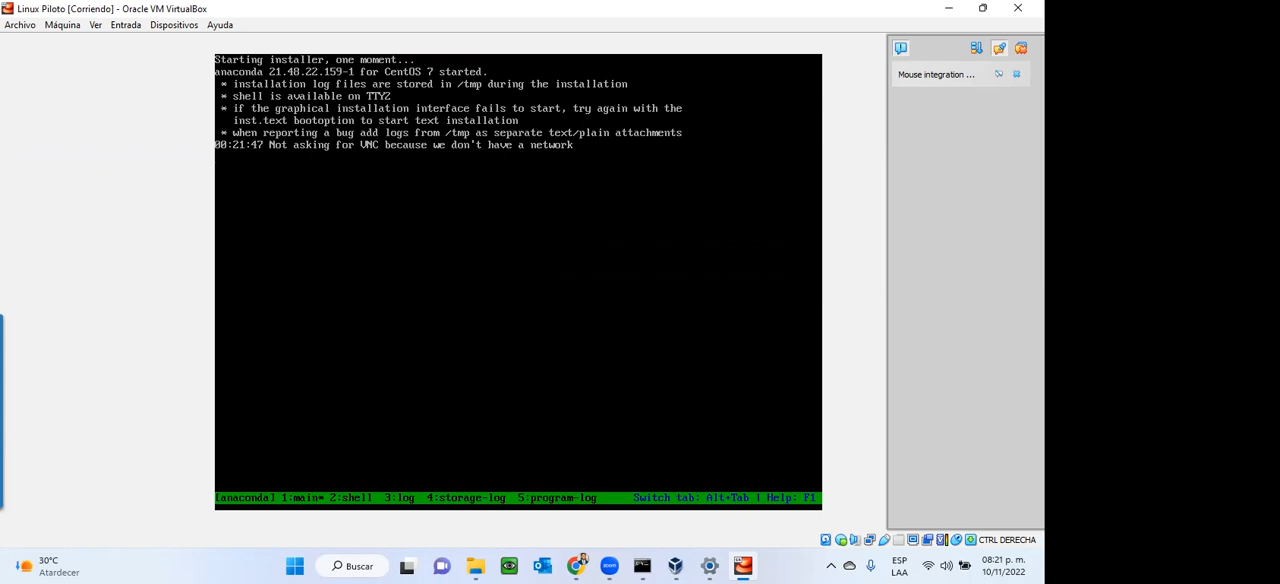 Linux Piloto [Corriendo] - Oracle VM VirtualBox
Archivo Máquina Ver Entrada Dispositivos Ayuda
Starting installer, one moment...
anaconda 21.48.22.159-1 for CentOS 7 started.
* installation log files are stored in /tmp during the installation
* shell is available on TTY2
* if the graphical installation interface fails to start, try again with the
inst.text bootoption to start text installation
* when reporting a bug add logs from /tmp as separate text/plain attachments
00:21:47 Not asking for VNC because we don't have a network
Mouse integration ...
[anaconda] 1:main* 2:shell 3:log 4:storage-log 5:program-log Switch tab: Alt+Tab | Help: F1
CTRL DERECHA
30°C
Atardecer
Buscar
zoom
ESP
LAA
08:21 p. m.
10/11/2022